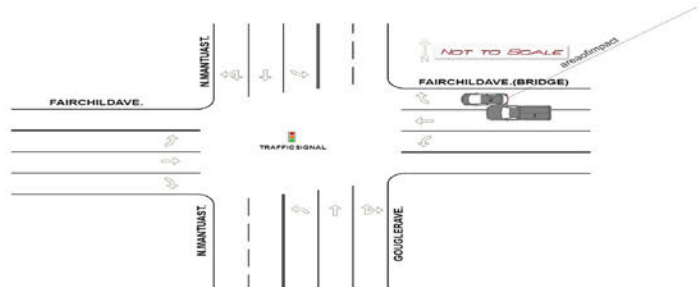 N.MANTUAST.
N
NOT TO SCALE
areaofimpact
FAIRCHILDAVE.(BRIDGE)
FAIRCHILDAVE.
TRAFFICSIGNAL
N.MANTUAST.
GOUGLERAVE.